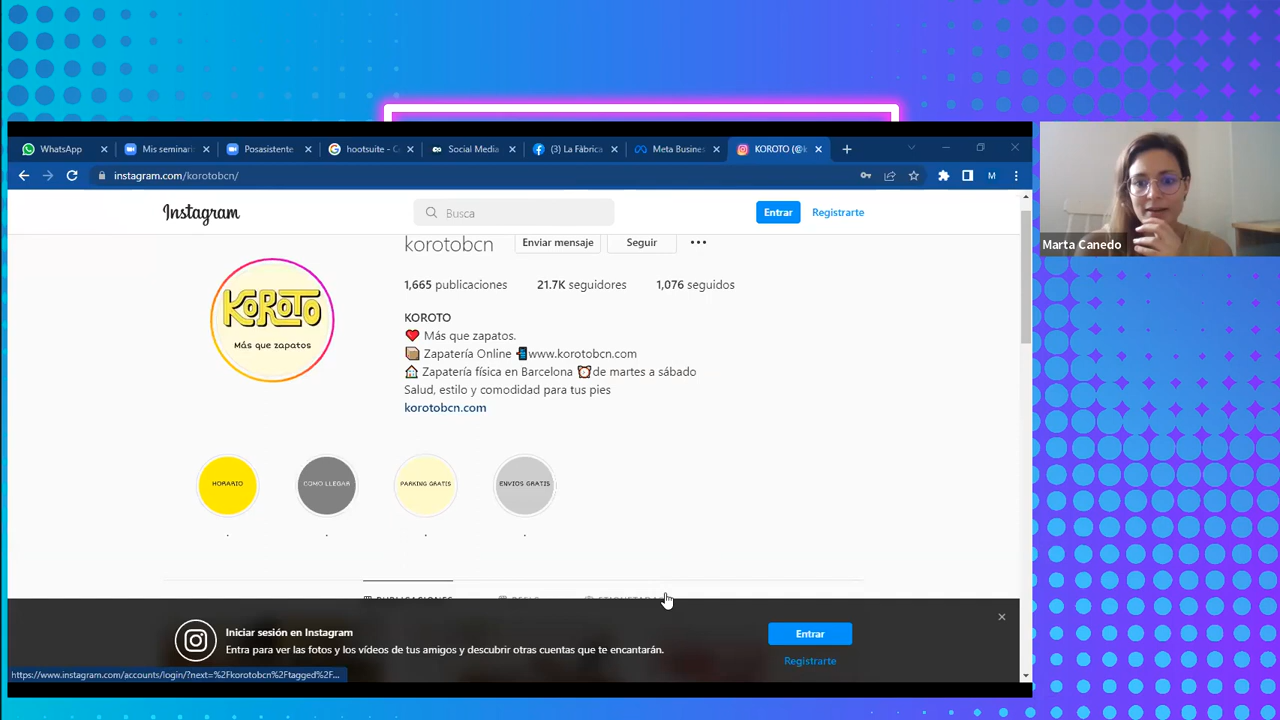 WhatsApp
Mis seminari
Posasistente
hootsuite - C
Social Media
(3) La Fàbrica
Meta Busines
KOROTO (@k
instagram.com/korotobcn/
M
Instagram
Busca
Entrar
Registrarte
Marta Canedo
korotobcn
Enviar mensaje
Seguir
1,665 publicaciones
21.7K seguidores
1,076 seguidos
KOROTO
Más que zapatos.
KOROTO
❤️ Más que zapatos.
Zapatería Online 📲www.korotobcn.com
Zapatería física en Barcelona ⏰de martes a sábado
Salud, estilo y comodidad para tus pies
korotobcn.com
HORARIO
COMO LLEGAR
PARKING GRATIS
ENVIOS GRATIS
.
.
.
.
PUBLICACIONES
REELS
Iniciar sesión en Instagram
Entra para ver las fotos y los vídeos de tus amigos y descubrir otras cuentas que te encantarán.
Entrar
Registrarte
https://www.instagram.com/accounts/login/?next=%2Fkorotobcn%2Ftagged%2F...